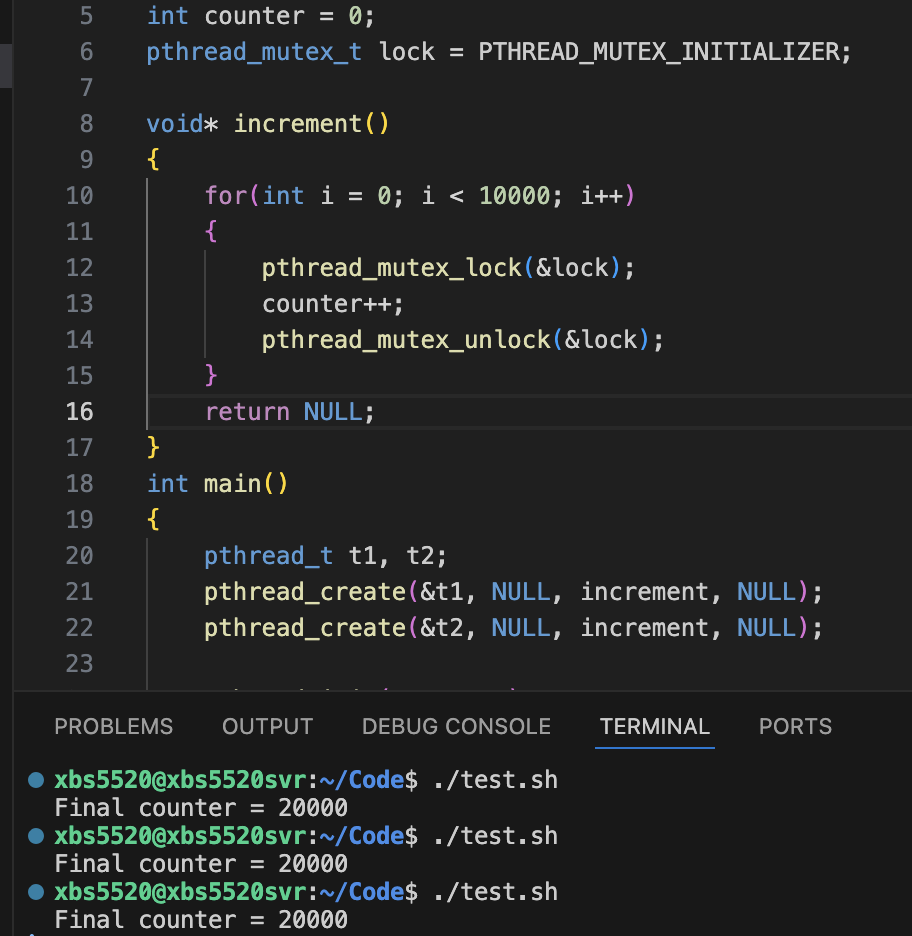 5 int counter = 0;
6 pthread_mutex_t lock = PTHREAD_MUTEX_INITIALIZER;
7
8 void* increment()
9 {
10 for(int i = 0; i < 10000; i++)
11 {
12 pthread_mutex_lock(&lock);
13 counter++;
14 pthread_mutex_unlock(&lock);
15 }
16 return NULL;
17 }
18 int main()
19 {
20 pthread_t t1, t2;
21 pthread_create(&t1, NULL, increment, NULL);
22 pthread_create(&t2, NULL, increment, NULL);
23
PROBLEMS OUTPUT DEBUG CONSOLE TERMINAL PORTS
xbs5520@xbs5520svr:~/Code$ ./test.sh
Final counter = 20000
xbs5520@xbs5520svr:~/Code$ ./test.sh
Final counter = 20000
xbs5520@xbs5520svr:~/Code$ ./test.sh
Final counter = 20000